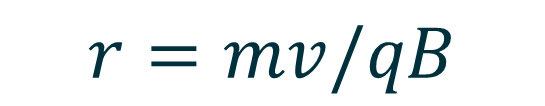 r = mv/qB